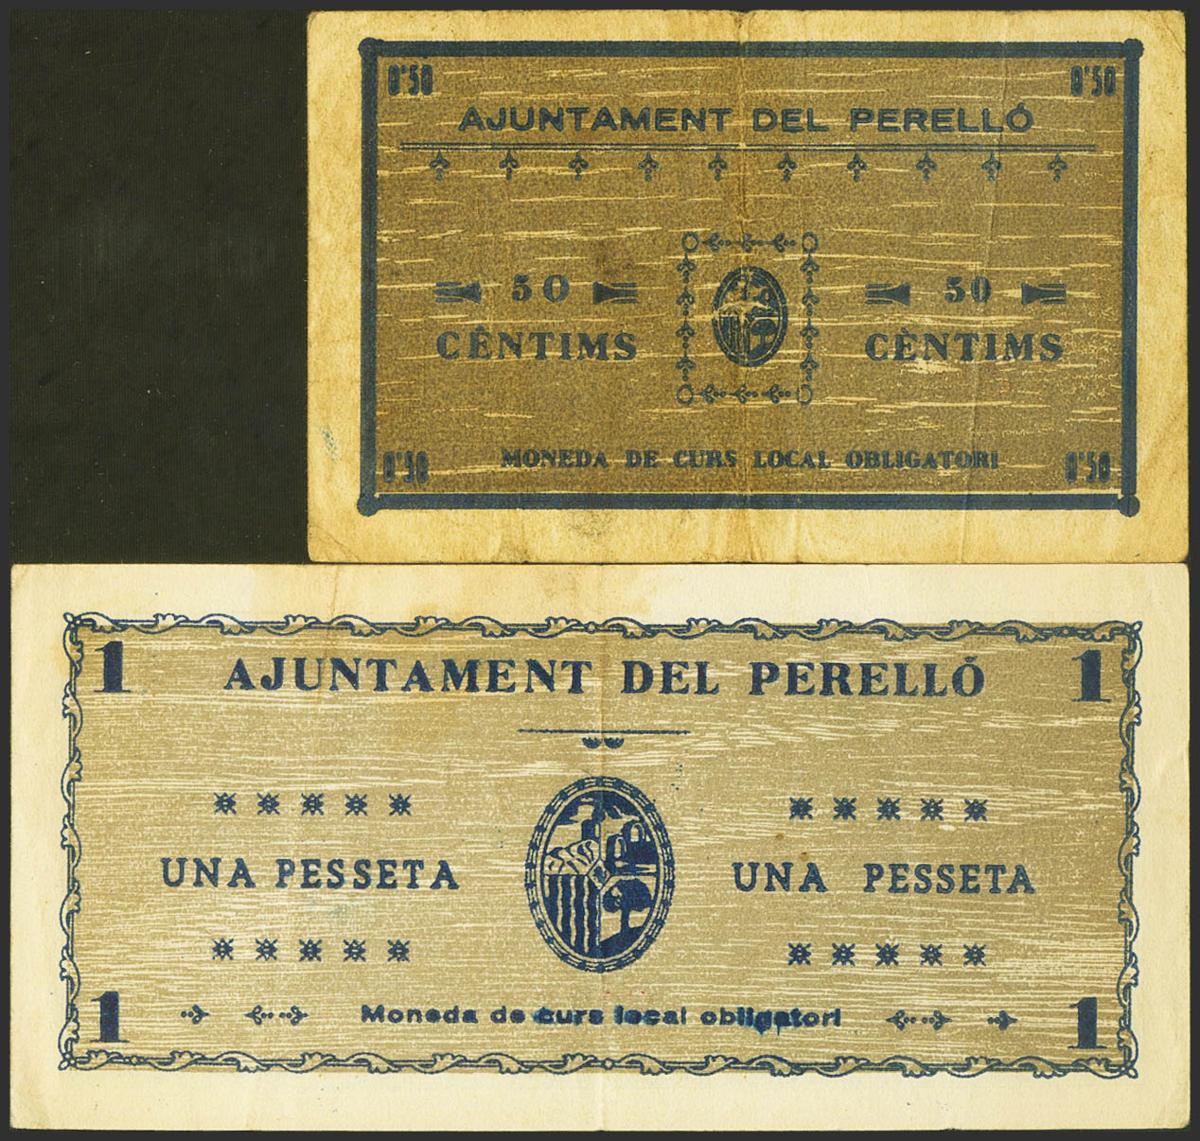 0'50 0'50
AJUNTAMENT DEL PERELLÓ
50 50
CÉNTIMS CÈNTIMS
MONEDA DE CURS LOCAL OBLIGATORI
0'50 0'50
1 1
AJUNTAMENT DEL PERELLÓ
UNA PESSETA UNA PESSETA
Moneda de curs local obligatori
1 1